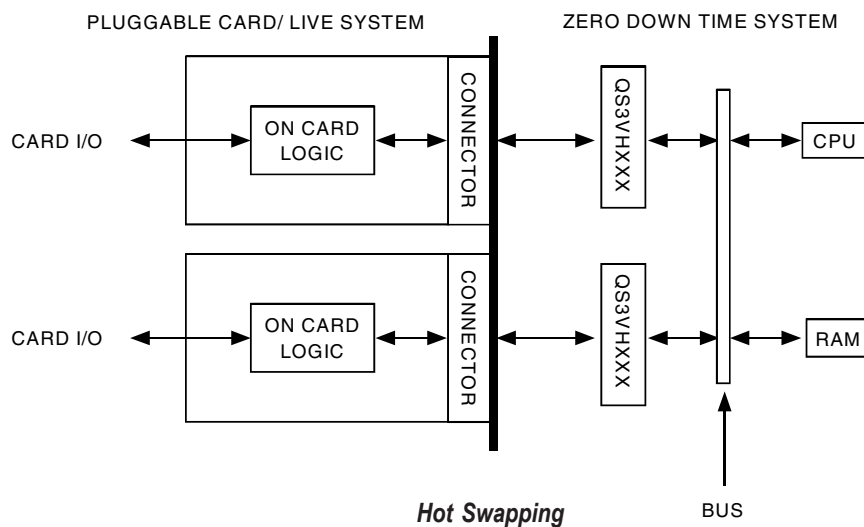 PLUGGABLE CARD/ LIVE SYSTEM
ZERO DOWN TIME SYSTEM
CARD I/O
ON CARD
LOGIC
CONNECTOR
QS3VHXXX
CPU
CARD I/O
ON CARD
LOGIC
CONNECTOR
QS3VHXXX
RAM
Hot Swapping
BUS